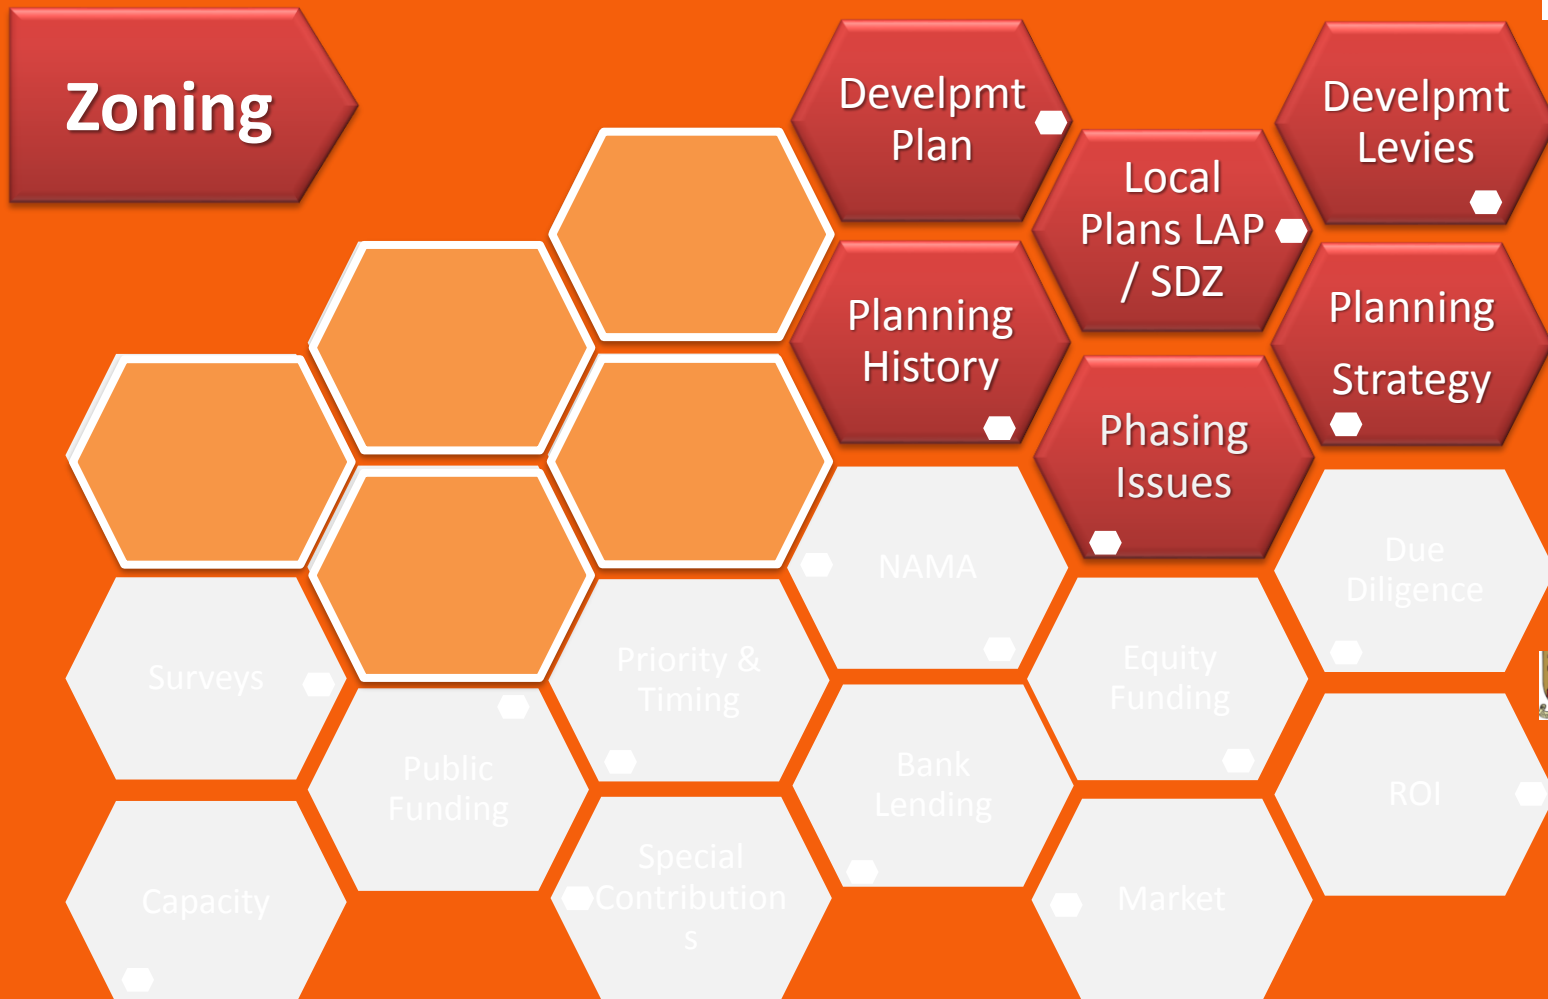 Zoning
Develpmt
Plan
Develpmt
Levies
Local
Plans LAP
/ SDZ
Planning
History
Planning
Strategy
Phasing
Issues
NAMA
Due
Diligence
Surveys
Priority &
Timing
Equity
Funding
Public
Funding
Bank
Lending
ROI
Capacity
Special
Contribution
s
Market